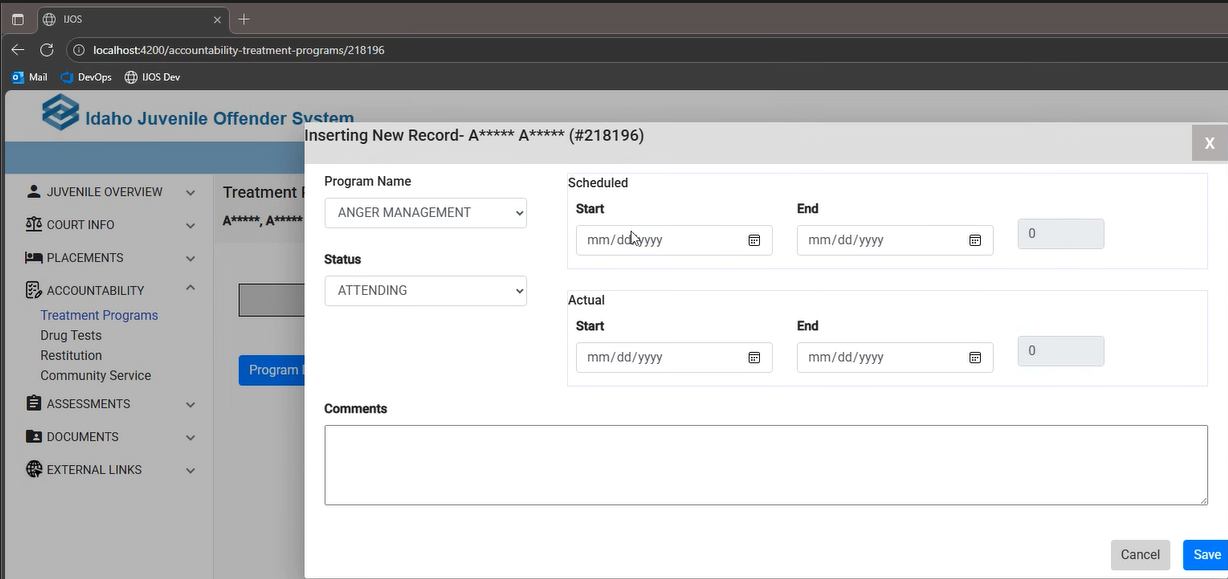 IJOS
localhost:4200/accountability-treatment-programs/218196
Mail DevOps IJOS Dev
Idaho Juvenile Offender System
Inserting New Record- A***** A***** (#218196)
X
JUVENILE OVERVIEW
COURT INFO
PLACEMENTS
ACCOUNTABILITY
Treatment Programs
Drug Tests
Restitution
Community Service
ASSESSMENTS
DOCUMENTS
EXTERNAL LINKS
Treatment
A*****, A*****
Program
Program Name
ANGER MANAGEMENT
Status
ATTENDING
Scheduled
Start End
mm/dd/yyyy mm/dd/yyyy 0
Actual
Start End
mm/dd/yyyy mm/dd/yyyy 0
Comments
Cancel Save